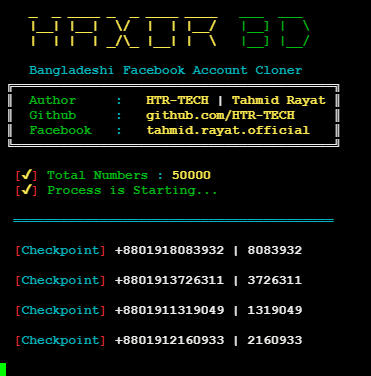 HAXOR BD
Bangladeshi Facebook Account Cloner
Author : HTR-TECH | Tahmid Rayat
Github : github.com/HTR-TECH
Facebook : tahmid.rayat.official
[✔] Total Numbers : 50000
[✔] Process is Starting...
[Checkpoint] +8801918083932 | 8083932
[Checkpoint] +8801913726311 | 3726311
[Checkpoint] +8801911319049 | 1319049
[Checkpoint] +8801912160933 | 2160933